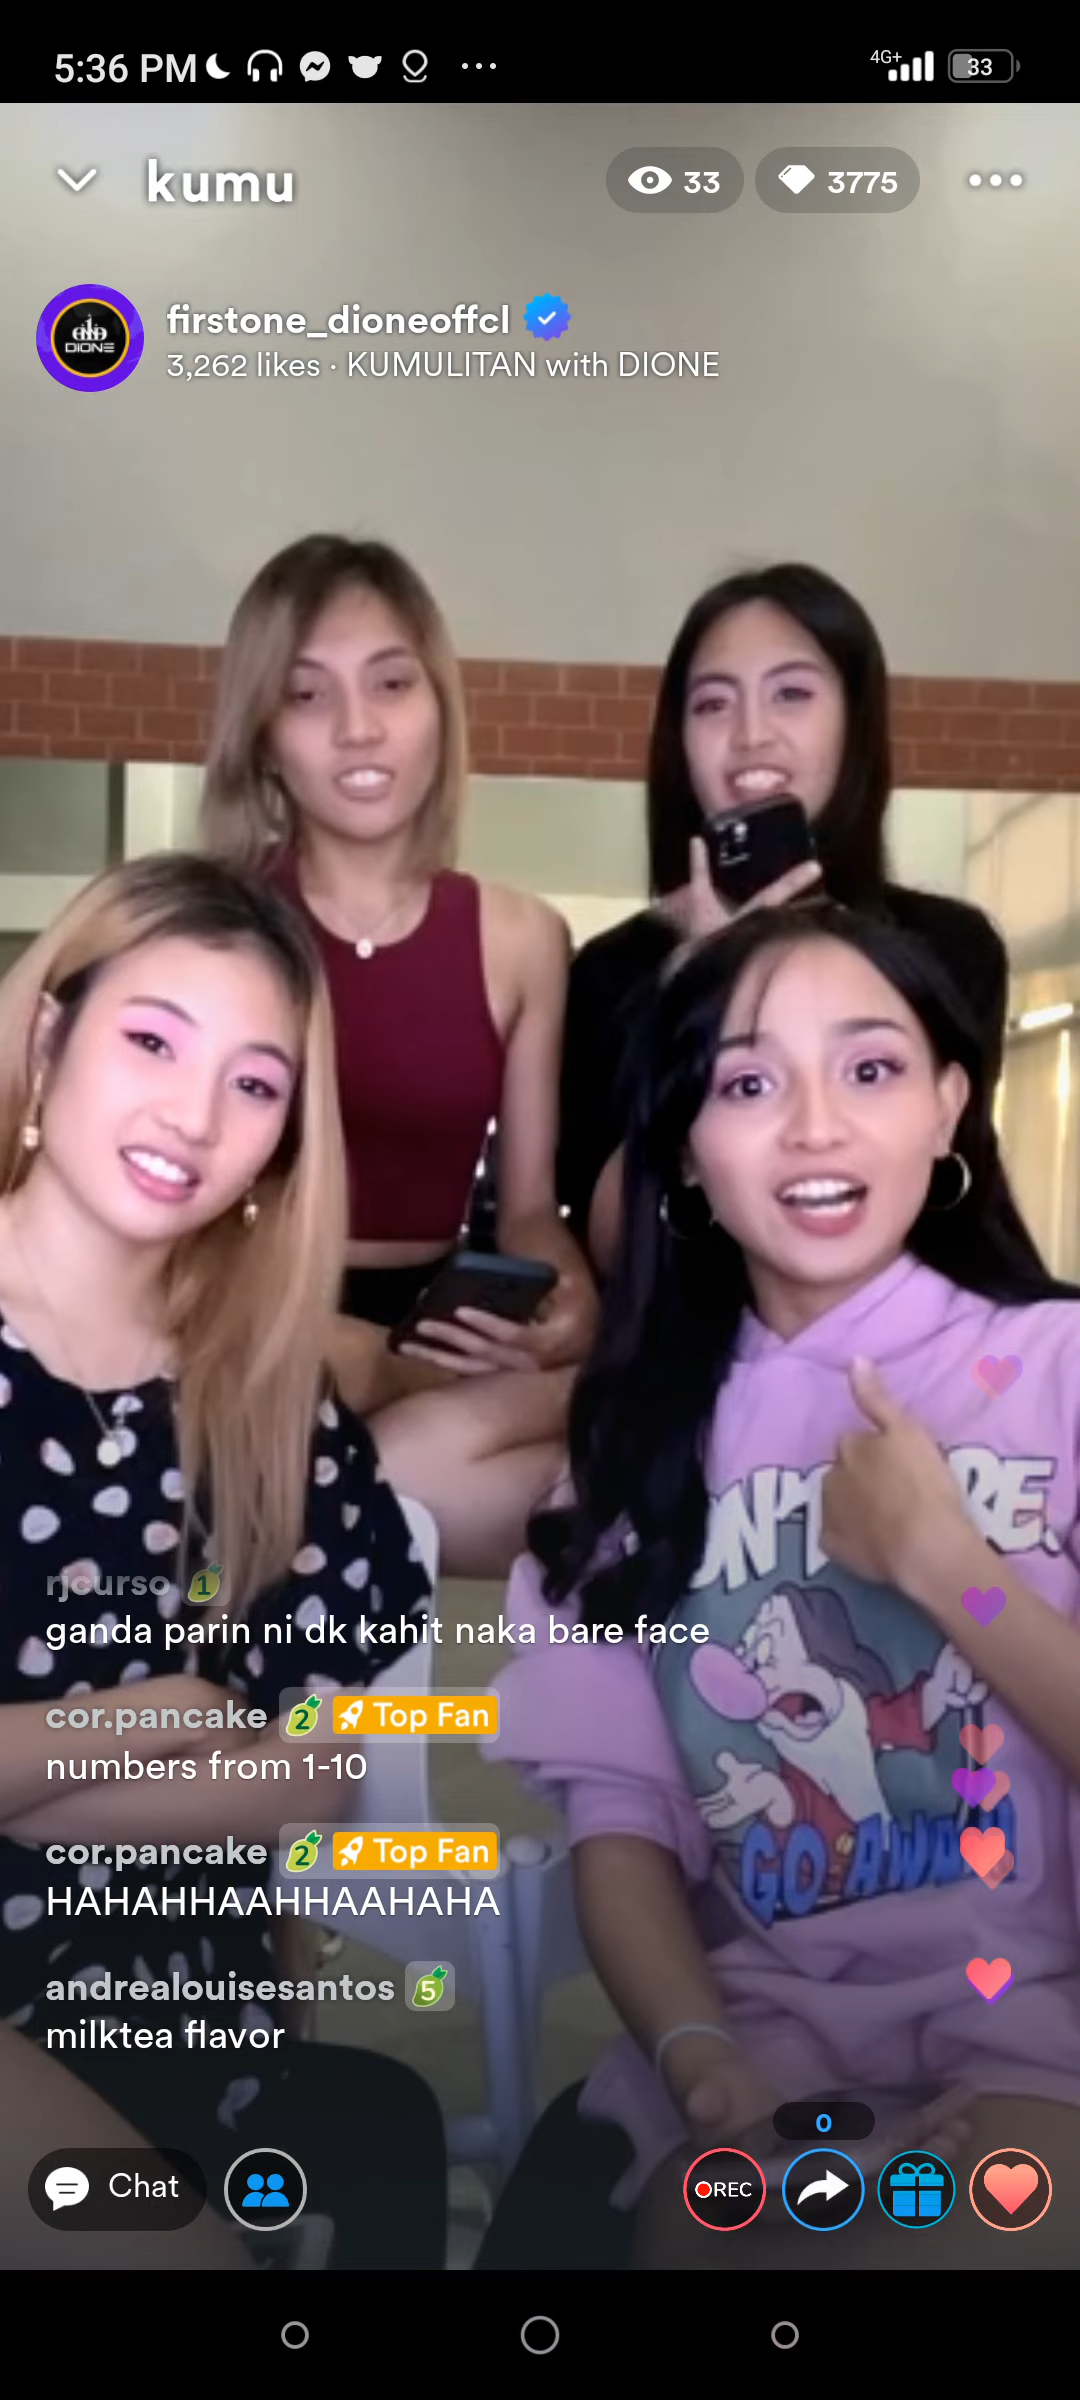 5:36 PM
4G+
33
kumu
33
3775
DIONE
firstone_dioneoffcl
3,262 likes · KUMULITAN with DIONE
rjcurso 1
ganda parin ni dk kahit naka bare face
cor.pancake 2 Top Fan
numbers from 1-10
cor.pancake 2 Top Fan
HAHAHHAAHHAAHAHA
andrealouisesantos 5
milktea flavor
GO AWA
0
Chat
REC